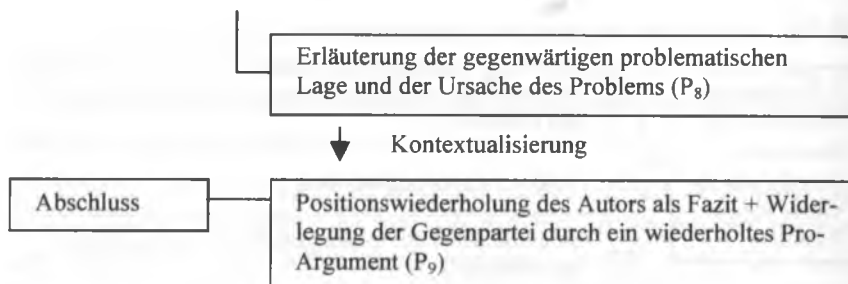 Erläuterung der gegenwärtigen problematischen
Lage und der Ursache des Problems (P₈)
Kontextualisierung
Abschluss
Positionswiederholung des Autors als Fazit + Wider-
legung der Gegenpartei durch ein wiederholtes Pro-
Argument (P₉)